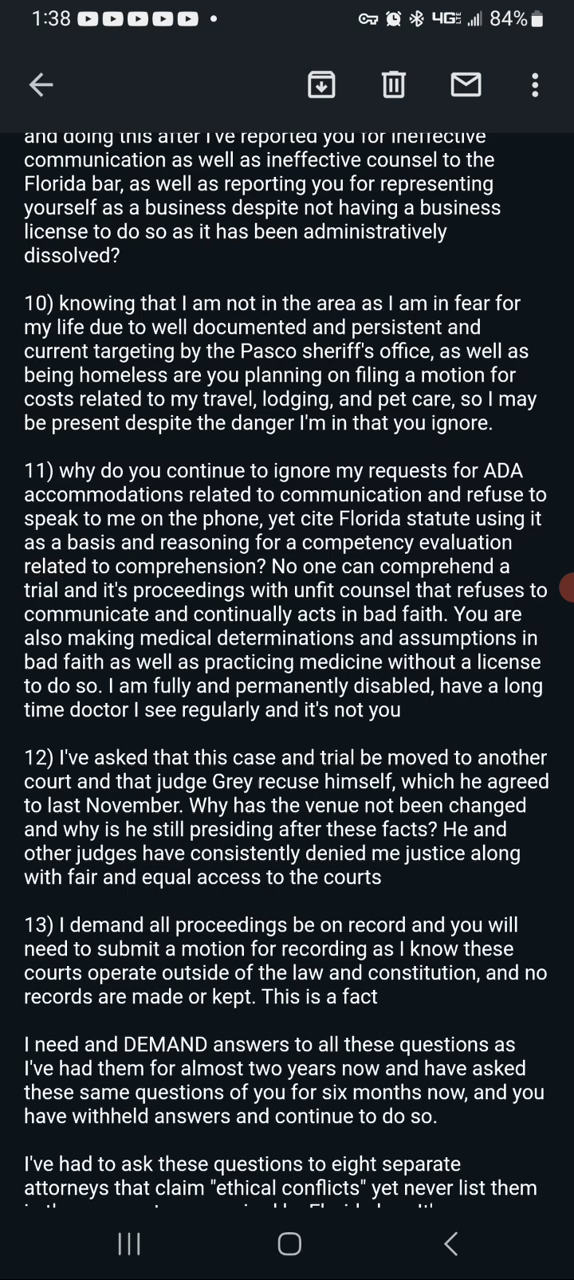 1:38
4G 84%
and doing this after I've reported you for ineffective
communication as well as ineffective counsel to the
Florida bar, as well as reporting you for representing
yourself as a business despite not having a business
license to do so as it has been administratively
dissolved?
10) knowing that I am not in the area as I am in fear for
my life due to well documented and persistent and
current targeting by the Pasco sheriff's office, as well as
being homeless are you planning on filing a motion for
costs related to my travel, lodging, and pet care, so I may
be present despite the danger I'm in that you ignore.
11) why do you continue to ignore my requests for ADA
accommodations related to communication and refuse to
speak to me on the phone, yet cite Florida statute using it
as a basis and reasoning for a competency evaluation
related to comprehension? No one can comprehend a
trial and it's proceedings with unfit counsel that refuses to
communicate and continually acts in bad faith. You are
also making medical determinations and assumptions in
bad faith as well as practicing medicine without a license
to do so. I am fully and permanently disabled, have a long
time doctor I see regularly and it's not you
12) I've asked that this case and trial be moved to another
court and that judge Grey recuse himself, which he agreed
to last November. Why has the venue not been changed
and why is he still presiding after these facts? He and
other judges have consistently denied me justice along
with fair and equal access to the courts
13) I demand all proceedings be on record and you will
need to submit a motion for recording as I know these
courts operate outside of the law and constitution, and no
records are made or kept. This is a fact
I need and DEMAND answers to all these questions as
I've had them for almost two years now and have asked
these same questions of you for six months now, and you
have withheld answers and continue to do so.
I've had to ask these questions to eight separate
attorneys that claim "ethical conflicts" yet never list them